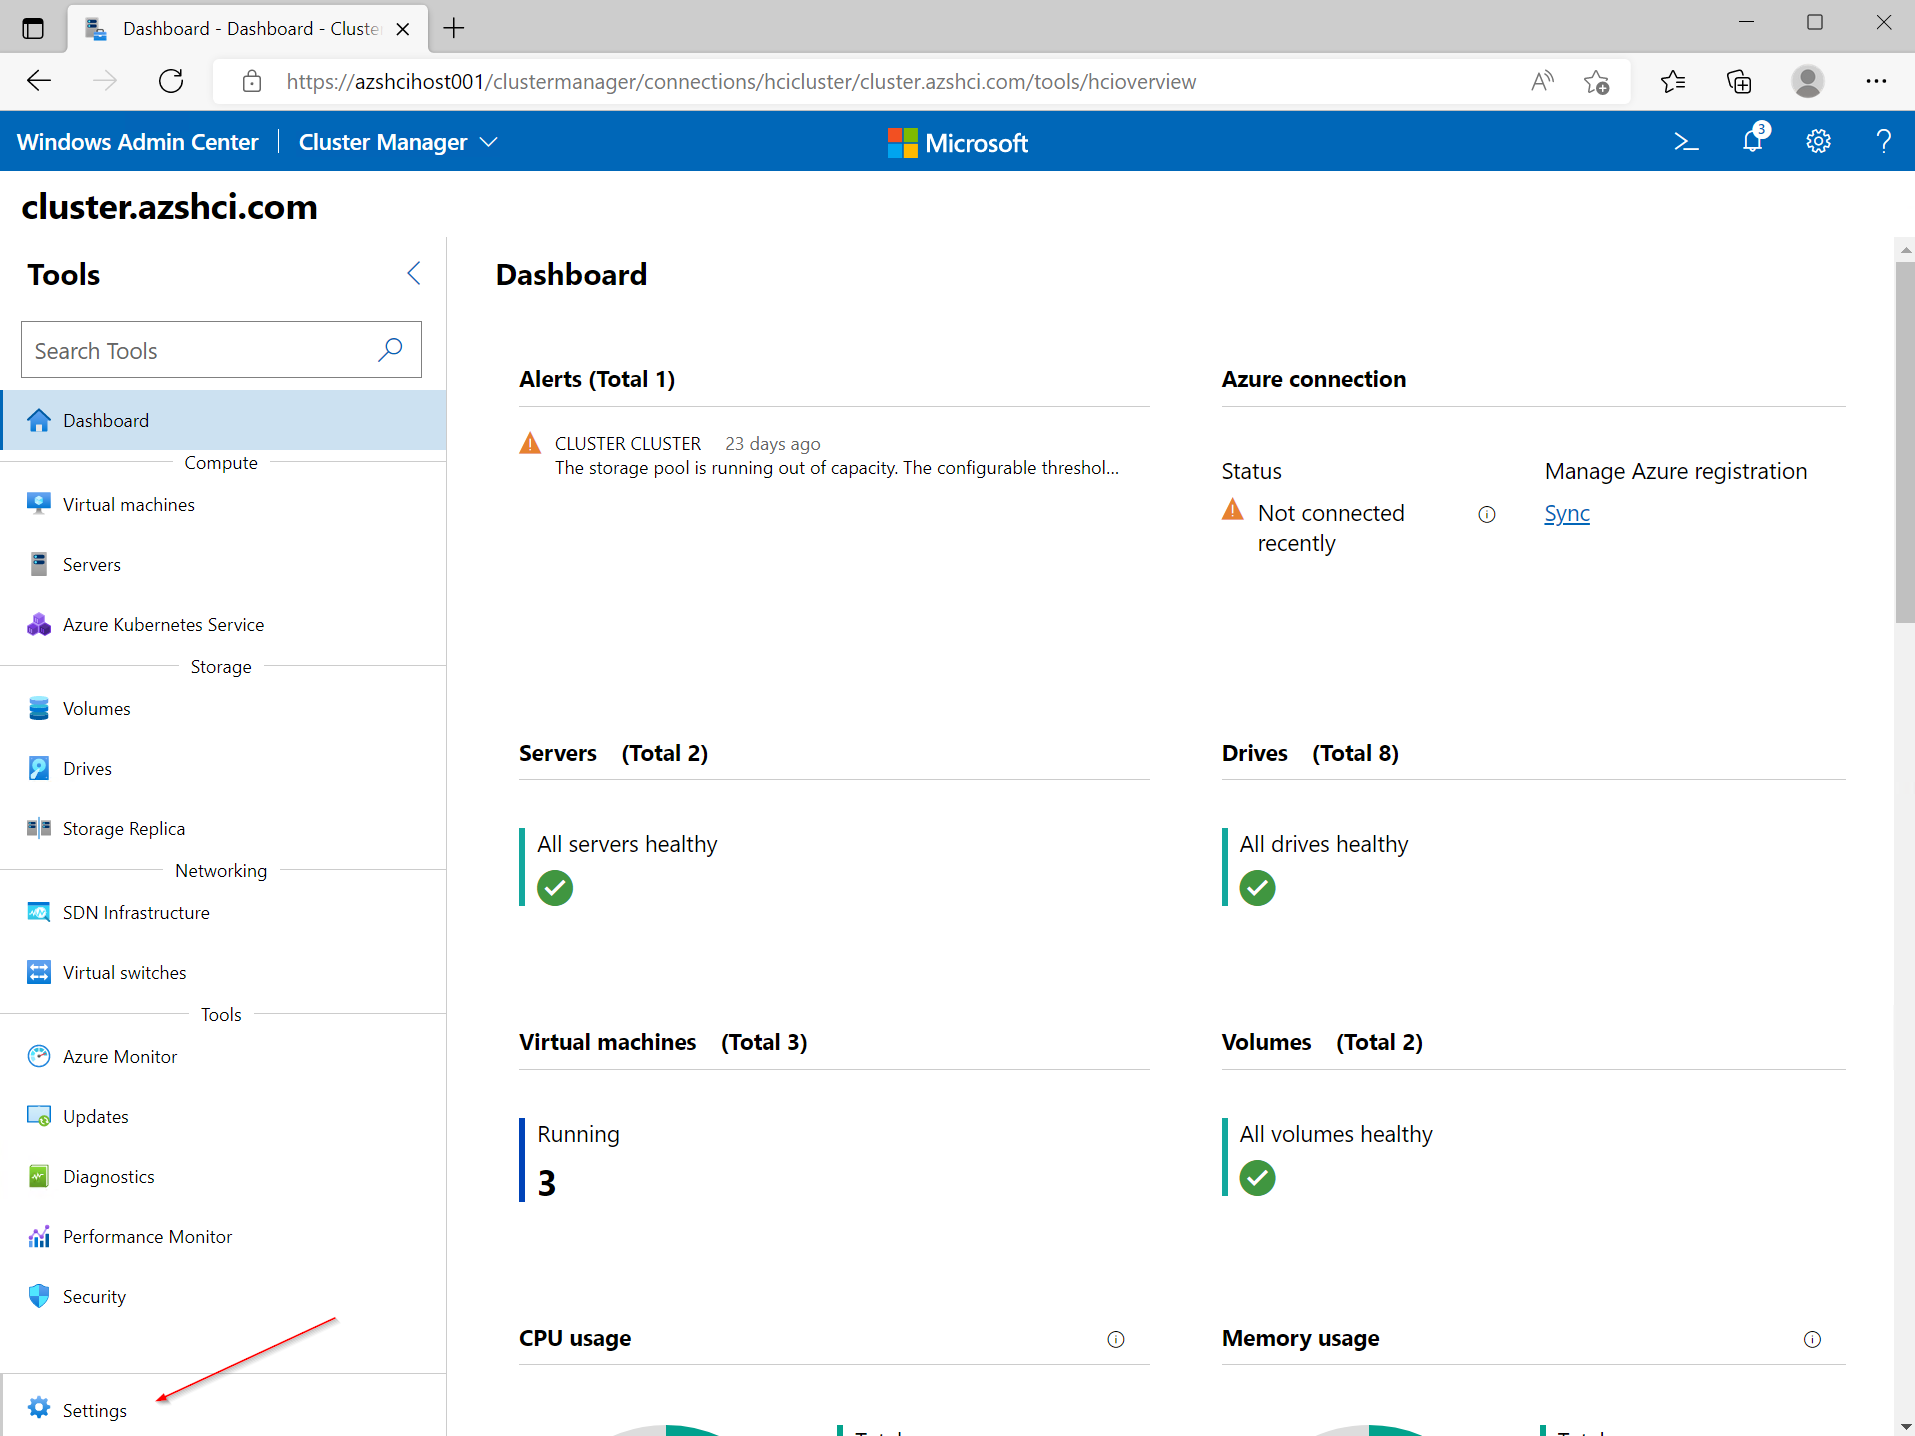 Dashboard - Dashboard - Cluste
https://azshcihost001/clustermanager/connections/hcicluster/cluster.azshci.com/tools/hcioverview
Windows Admin Center
Cluster Manager
Microsoft
3
cluster.azshci.com
Tools
Search Tools
Dashboard
Compute
Virtual machines
Servers
Azure Kubernetes Service
Storage
Volumes
Drives
Storage Replica
Networking
SDN Infrastructure
Virtual switches
Tools
Azure Monitor
Updates
Diagnostics
Performance Monitor
Security
Settings
Dashboard
Alerts (Total 1)
CLUSTER CLUSTER 23 days ago
The storage pool is running out of capacity. The configurable threshol...
Azure connection
Status
Not connected
recently
Manage Azure registration
Sync
Servers (Total 2)
All servers healthy
Drives (Total 8)
All drives healthy
Virtual machines (Total 3)
Running
3
Volumes (Total 2)
All volumes healthy
CPU usage
Memory usage